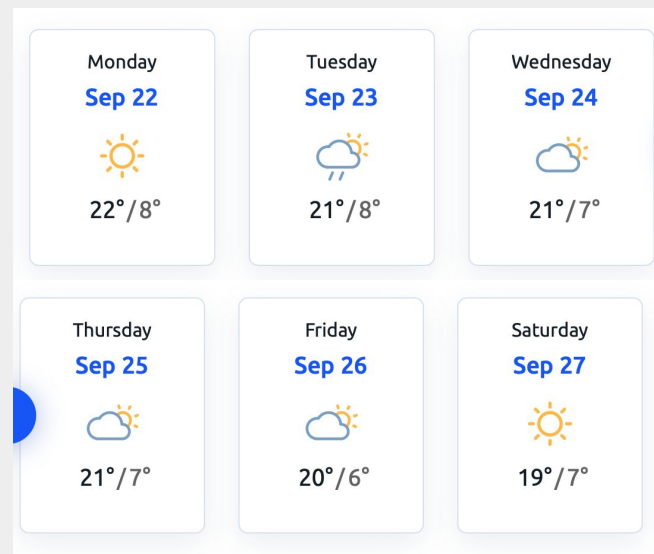 Monday
Sep 22
22°/8°
Tuesday
Sep 23
21°/8°
Wednesday
Sep 24
21°/7°
Thursday
Sep 25
21°/7°
Friday
Sep 26
20°/6°
Saturday
Sep 27
19°/7°